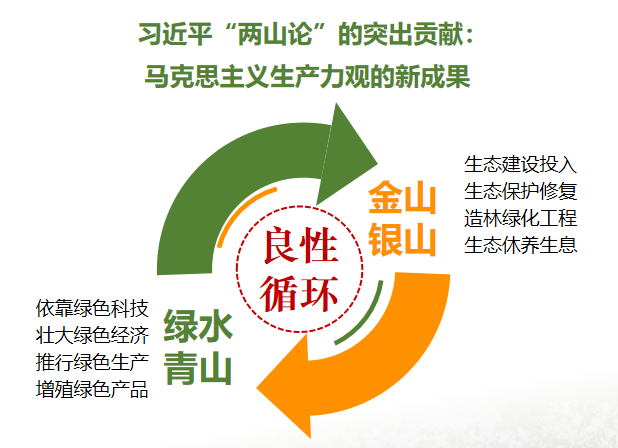 习近平“两山论”的突出贡献：
马克思主义生产力观的新成果
生态建设投入
生态保护修复
造林绿化工程
生态休养生息
金山
银山
良性
循环
依靠绿色科技
壮大绿色经济
推行绿色生产
增殖绿色产品
绿水
青山